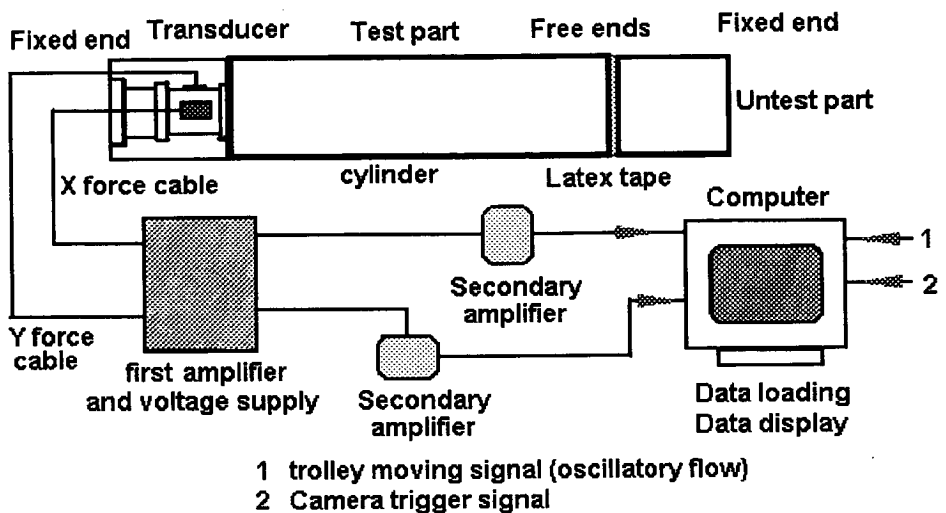 Fixed end
Transducer
Test part
Free ends
Fixed end
Untest part
cylinder
Latex tape
X force cable
Computer
1
2
Secondary
amplifier
Y force
cable
first amplifier
and voltage supply
Secondary
amplifier
Data loading
Data display
1 trolley moving signal (oscillatory flow)
2 Camera trigger signal